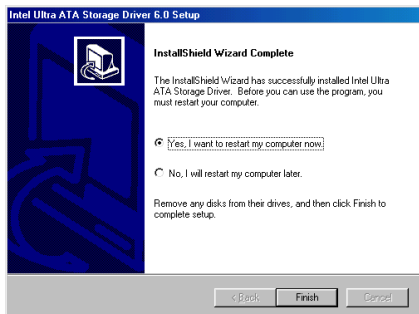 Intel Ultra ATA Storage Driver 6.0 Setup
InstallShield Wizard Complete
The InstallShield Wizard has successfully installed Intel Ultra
ATA Storage Driver. Before you can use the program, you
must restart your computer.
Yes, I want to restart my computer now.
No, I will restart my computer later.
Remove any disks from their drives, and then click Finish to
complete setup.
< Back Finish Cancel